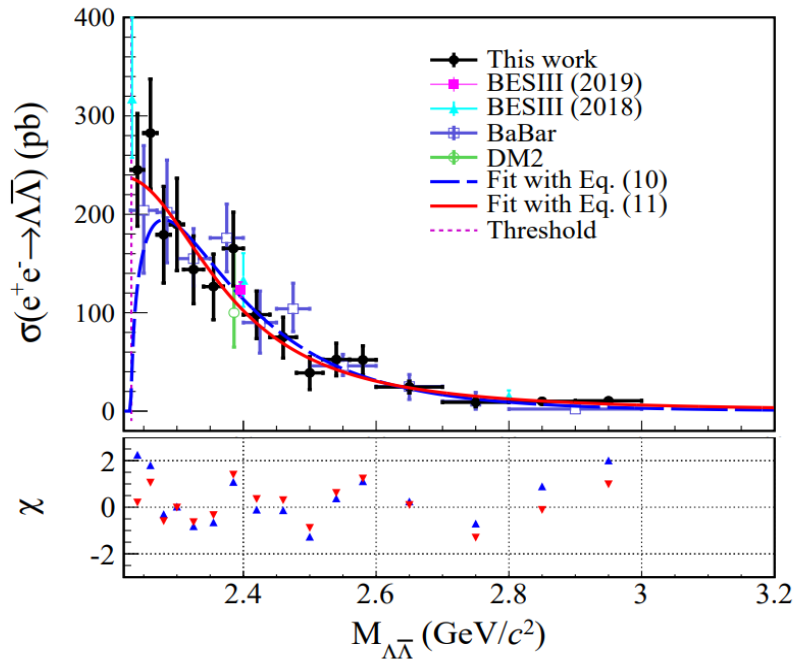 400
300
200
100
0
σ(e⁺e⁻→ΛΛ̅) (pb)
This work
BESIII (2019)
BESIII (2018)
BaBar
DM2
Fit with Eq. (10)
Fit with Eq. (11)
Threshold
2
0
-2
χ
2.4 2.6 2.8 3 3.2
M_ΛΛ̅ (GeV/c²)